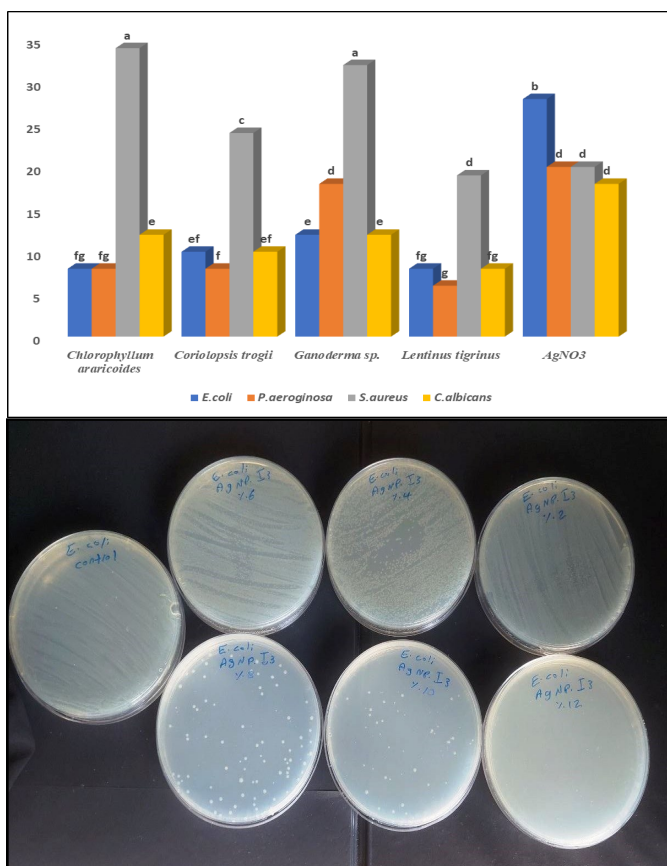 35
30
25
20
15
10
5
0
fg fg a e
ef f c ef
e d a e
fg g d fg
b d d d
Chlorophyllum araricoides
Coriolopsis trogii
Ganoderma sp.
Lentinus tigrinus
AgNO3
E.coli P.aeroginosa S.aureus C.albicans
E.coli
control
E.coli
AgNP. I3
%6
E.coli
AgNP. I3
%4
E.coli
AgNP. I3
E.coli
AgNP. I3
%8
E.coli
AgNP. I3
%10
E.coli
AgNP. I3
%12